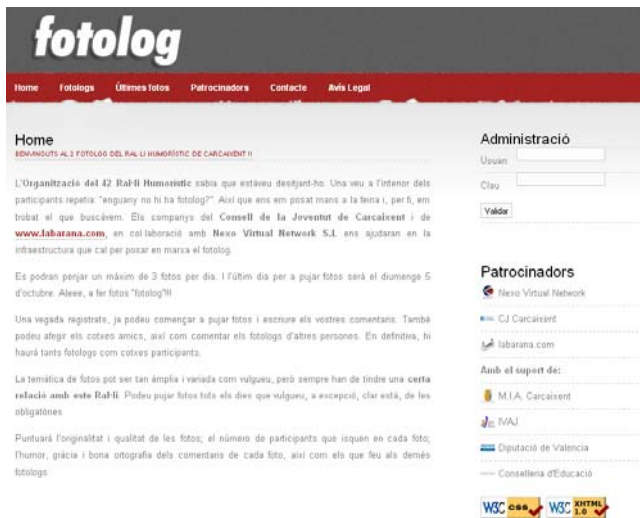 fotolog
Home Fotologs Últimes fotos Patrocinadors Contacte Avís Legal
Home
BENVINGUTS AL 2 FOTOLOG DEL RAL·LI HUMORÍSTIC DE CARCAIXENT !!
L'Organització del 42 Ral·li Humorístic sabia que estàveu desitjant-ho. Una veu a l'interior dels
participants repetia: "enguany no hi ha fotolog?". Així que ens em posat mans a la feina i, per fi, em
trobat el que buscàvem. Els companys del Consell de la Joventut de Carcaixent i de
www.labarana.com, en col·laboració amb Nexo Virtual Network S.L ens ajudaran en la
infraestructura que cal per posar en marxa el fotolog.
Es podran penjar un màxim de 3 fotos per dia. I l'últim dia per a pujar fotos serà el diumenge 5
d'octubre. Aleee, a fer fotos "fotolog"!!!
Una vegada registrats, ja podeu començar a pujar fotos i escriure els vostres comentaris. També
podeu afegir els cotxes amics, així com comentar els fotologs d'altres persones. En definitiva, hi
haurà tants fotologs com cotxes participants.
La temàtica de fotos pot ser tan àmplia i variada com vulgueu, però sempre han de tindre una certa
relació amb este Ral·li. Podeu pujar fotos tots els dies que vulgueu, a excepció, clar està, de les
obligatòries
Puntuarà l'originalitat i qualitat de les fotos; el número de participants que isquen en cada foto;
l'humor, gràcia i bona ortografia dels comentaris de cada foto, així com els que feu als demés
fotologs
Administració
Usuari
Clau
Validar
Patrocinadors
Nexo Virtual Network
CJ Carcaixent
labarana.com
Amb el suport de:
M.I.A. Carcaixent
IVAJ
Diputació de Valencia
Conselleria d'Educació
W3C css W3C XHTML 1.0